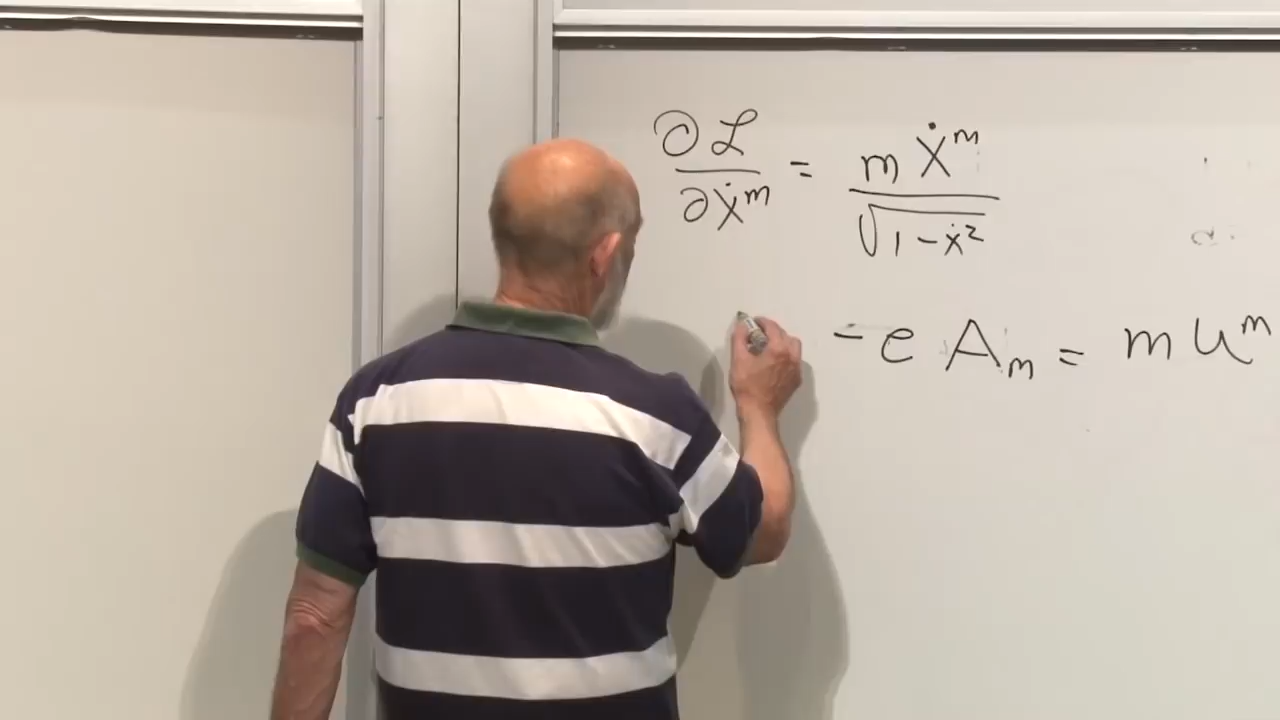 ∂ℒ/∂Ẋᵐ = m Ẋᵐ / √(1 − ẋ²)
− e Aₘ = m Uᵐ